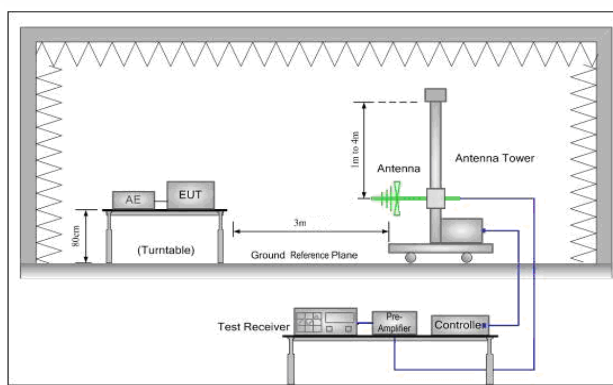 1m to 4m
Antenna
Antenna Tower
AE
EUT
80cm
(Turntable)
3m
Ground Reference Plane
Test Receiver
Pre-
Amplifier
Controlle